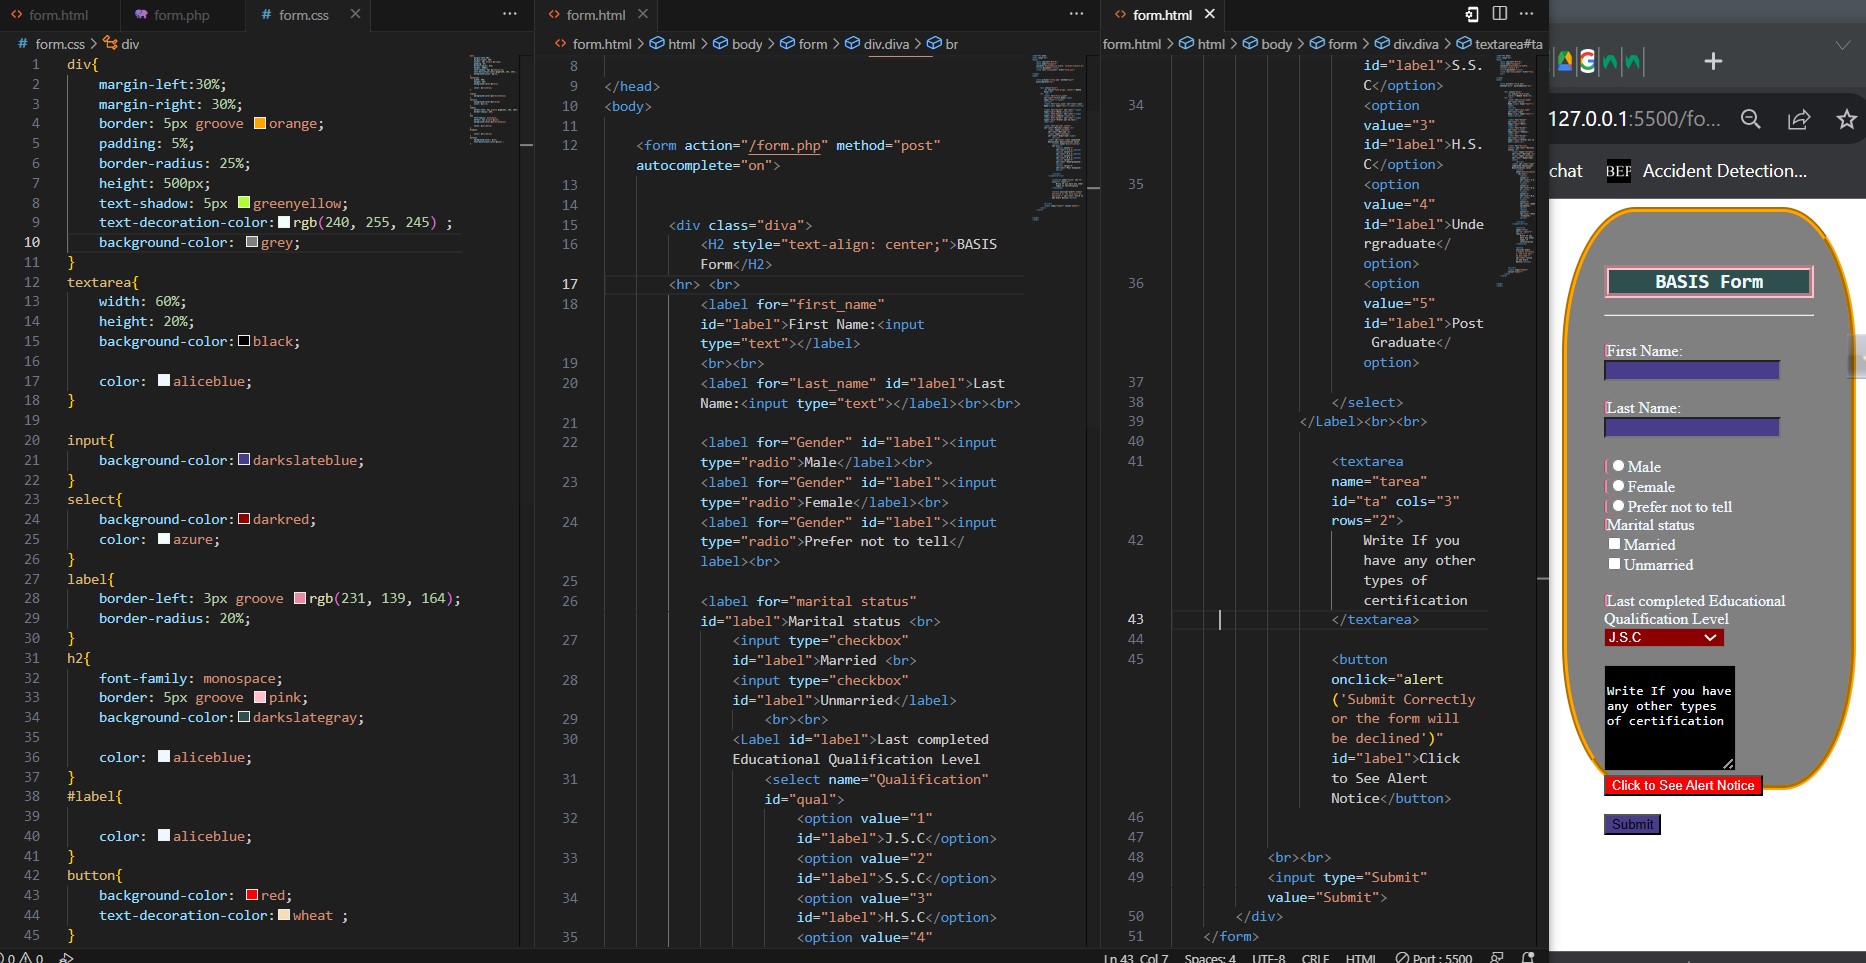 form.html
form.php
# form.css
# form.css > div
1 div{
2 margin-left:30%;
3 margin-right: 30%;
4 border: 5px groove orange;
5 padding: 5%;
6 border-radius: 25%;
7 height: 500px;
8 text-shadow: 5px greenyellow;
9 text-decoration-color: rgb(240, 255, 245) ;
10 background-color: grey;
11 }
12 textarea{
13 width: 60%;
14 height: 20%;
15 background-color: black;
16
17 color: aliceblue;
18 }
19
20 input{
21 background-color: darkslateblue;
22 }
23 select{
24 background-color: darkred;
25 color: azure;
26 }
27 label{
28 border-left: 3px groove rgb(231, 139, 164);
29 border-radius: 20%;
30 }
31 h2{
32 font-family: monospace;
33 border: 5px groove pink;
34 background-color: darkslategray;
35
36 color: aliceblue;
37 }
38 #label{
39
40 color: aliceblue;
41 }
42 button{
43 background-color: red;
44 text-decoration-color: wheat ;
45 }
0 0
form.html
form.html > html > body > form > div.diva > br
8
9 </head>
10 <body>
11
12 <form action="/form.php" method="post"
autocomplete="on">
13
14
15 <div class="diva">
16 <H2 style="text-align: center;">BASIS
Form</H2>
17 <hr> <br>
18 <label for="first_name"
id="label">First Name:<input
type="text"></label>
19 <br><br>
20 <label for="Last_name" id="label">Last
Name:<input type="text"></label><br><br>
21
22 <label for="Gender" id="label"><input
type="radio">Male</label><br>
23 <label for="Gender" id="label"><input
type="radio">Female</label><br>
24 <label for="Gender" id="label"><input
type="radio">Prefer not to tell</
label><br>
25
26 <label for="marital status"
id="label">Marital status <br>
27 <input type="checkbox"
id="label">Married <br>
28 <input type="checkbox"
id="label">Unmarried</label>
29 <br><br>
30 <Label id="label">Last completed
Educational Qualification Level
31 <select name="Qualification"
id="qual">
32 <option value="1"
id="label">J.S.C</option>
33 <option value="2"
id="label">S.S.C</option>
34 <option value="3"
id="label">H.S.C</option>
35 <option value="4"
form.html
form.html > html > body > form > div.diva > textarea#ta
id="label">S.S.
C</option>
34 <option
value="3"
id="label">H.S.
C</option>
35 <option
value="4"
id="label">Unde
rgraduate</
option>
36 <option
value="5"
id="label">Post
Graduate</
option>
37
38 </select>
39 </Label><br><br>
40
41 <textarea
name="tarea"
id="ta" cols="3"
rows="2">
42 Write If you
have any other
types of
certification
43 </textarea>
44
45 <button
onclick="alert
('Submit Correctly
or the form will
be declined')"
id="label">Click
to See Alert
Notice</button>
46
47
48 <br><br>
49 <input type="Submit"
value="Submit">
50 </div>
51 </form>
Ln 43, Col 7 Spaces: 4 UTF-8 CRLF HTML Port : 5500
127.0.0.1:5500/fo...
chat BEP Accident Detection...
BASIS Form
First Name:
Last Name:
Male
Female
Prefer not to tell
Marital status
Married
Unmarried
Last completed Educational
Qualification Level
J.S.C
Write If you have
any other types
of certification
Click to See Alert Notice
Submit